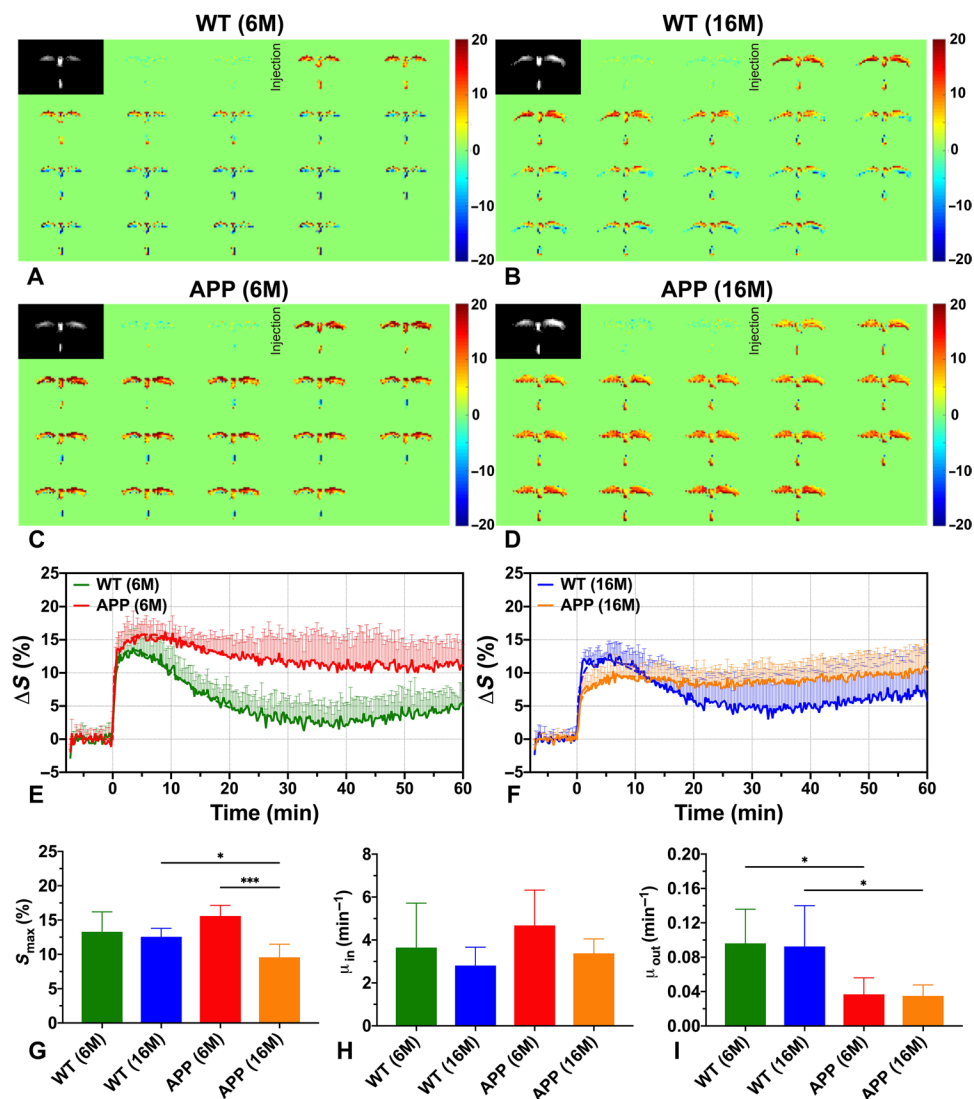 WT (6M)
WT (16M)
Injection
20
10
0
−10
−20
A
Injection
20
10
0
−10
−20
B
APP (6M)
APP (16M)
Injection
20
10
0
−10
−20
C
Injection
20
10
0
−10
−20
D
25
20
15
10
5
0
−5
ΔS (%)
WT (6M)
APP (6M)
0 10 20 30 40 50 60
Time (min)
E
25
20
15
10
5
0
−5
ΔS (%)
WT (16M)
APP (16M)
0 10 20 30 40 50 60
Time (min)
F
25
20
15
10
5
0
Smax (%)
*
***
WT (6M)
WT (16M)
APP (6M)
APP (16M)
G
8
6
4
2
0
μin (min−1)
WT (6M)
WT (16M)
APP (6M)
APP (16M)
H
0.20
0.16
0.12
0.08
0.04
0.00
μout (min−1)
*
*
WT (6M)
WT (16M)
APP (6M)
APP (16M)
I